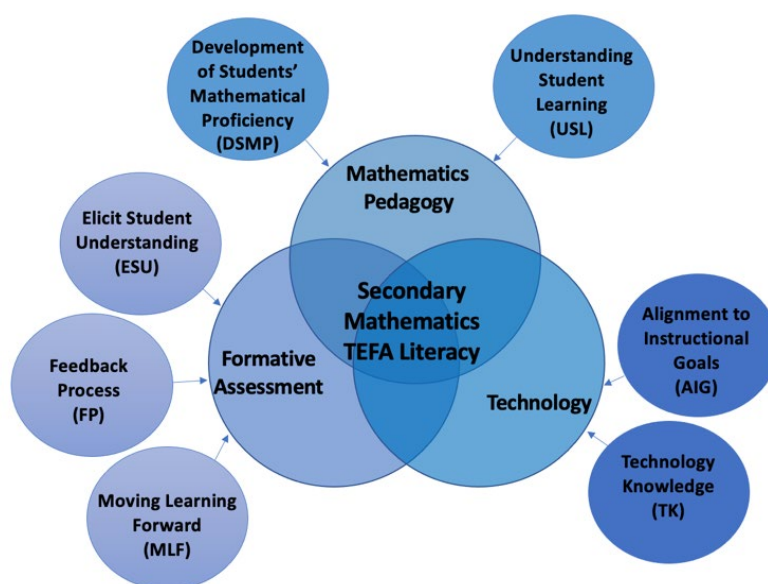 Development
of Students’
Mathematical
Proficiency
(DSMP)
Understanding
Student
Learning
(USL)
Mathematics
Pedagogy
Elicit Student
Understanding
(ESU)
Secondary
Mathematics
TEFA Literacy
Formative
Assessment
Technology
Alignment to
Instructional
Goals
(AIG)
Feedback
Process
(FP)
Technology
Knowledge
(TK)
Moving Learning
Forward
(MLF)